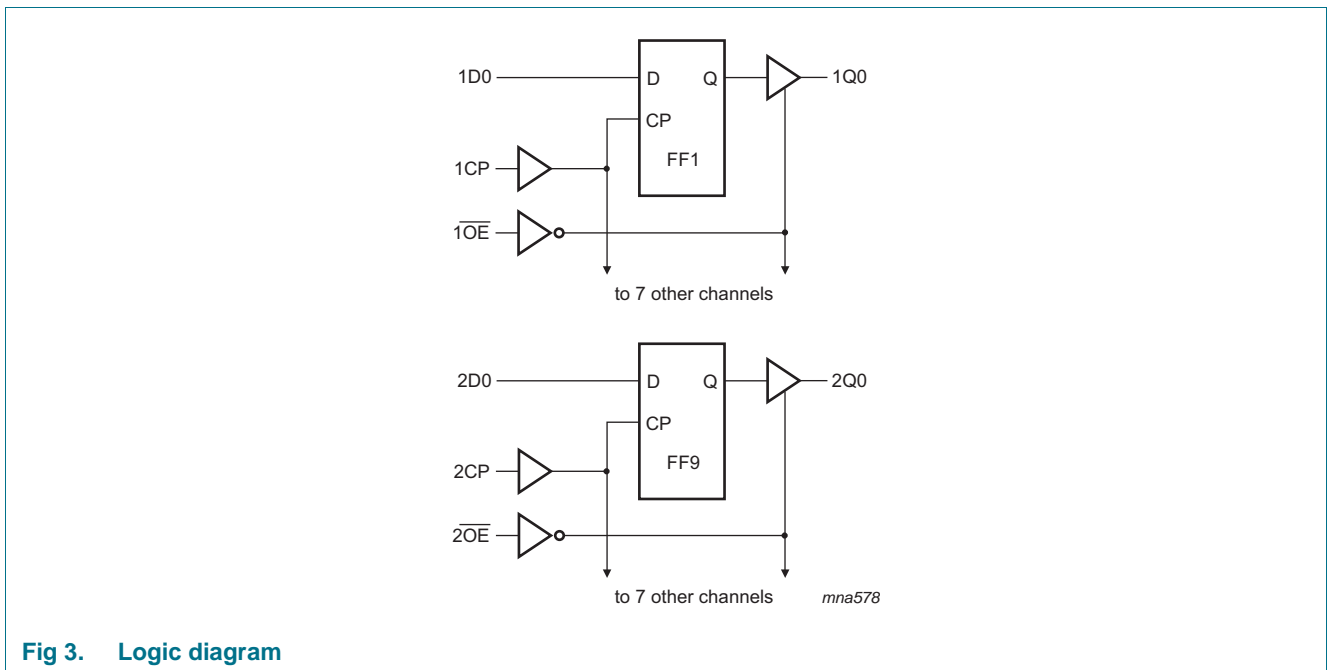 1D0
D
Q
1Q0
CP
1CP
FF1
1OE
to 7 other channels
2D0
D
Q
2Q0
CP
2CP
FF9
2OE
to 7 other channels
mna578
Fig 3. Logic diagram